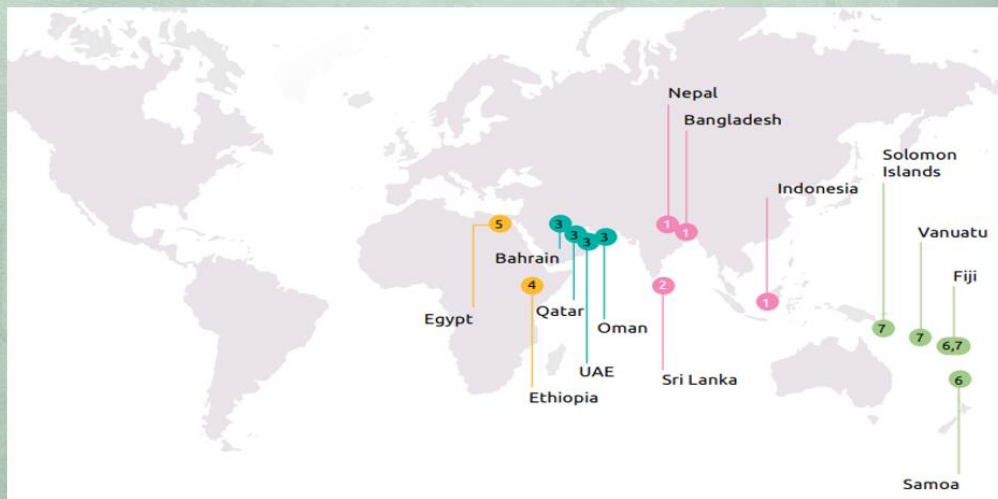 Nepal
Bangladesh
Solomon
Islands
Indonesia
Vanuatu
Fiji
5
3
3
3
3
1
1
Bahrain
4
2
1
Egypt
Qatar
Oman
7
7
6,7
UAE
Sri Lanka
6
Ethiopia
Samoa